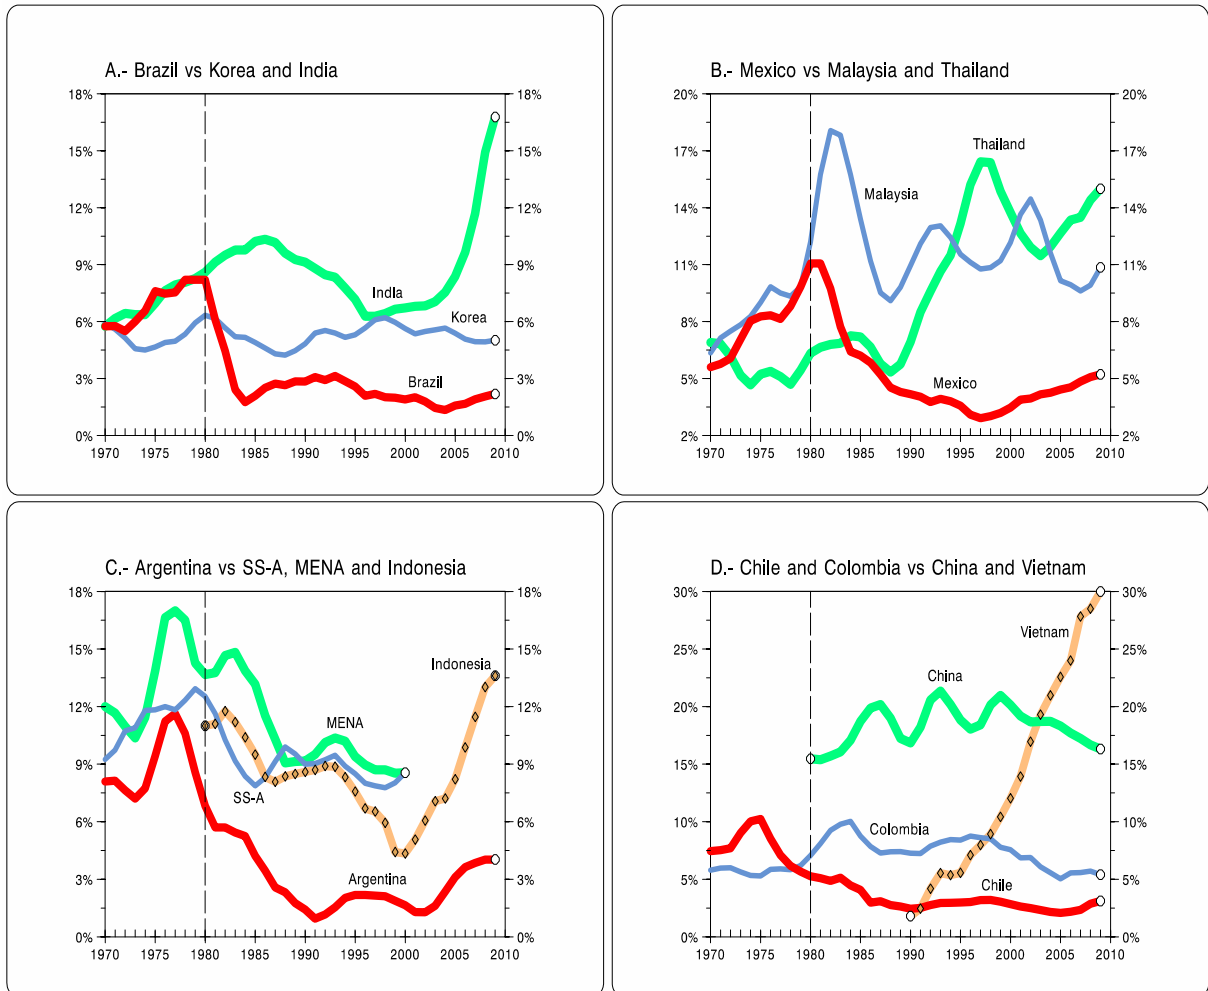 A.- Brazil vs Korea and India
18% 18%
15% 15%
12% 12%
9% 9%
6% 6%
3% 3%
0% 0%
India
Korea
Brazil
1970 1975 1980 1985 1990 1995 2000 2005 2010
B.- Mexico vs Malaysia and Thailand
20% 20%
17% 17%
14% 14%
11% 11%
8% 8%
5% 5%
2% 2%
Thailand
Malaysia
Mexico
1970 1975 1980 1985 1990 1995 2000 2005 2010
C.- Argentina vs SS-A, MENA and Indonesia
18% 18%
15% 15%
12% 12%
9% 9%
6% 6%
3% 3%
0% 0%
Indonesia
MENA
SS-A
Argentina
1970 1975 1980 1985 1990 1995 2000 2005 2010
D.- Chile and Colombia vs China and Vietnam
30% 30%
25% 25%
20% 20%
15% 15%
10% 10%
5% 5%
0% 0%
Vietnam
China
Colombia
Chile
1970 1975 1980 1985 1990 1995 2000 2005 2010